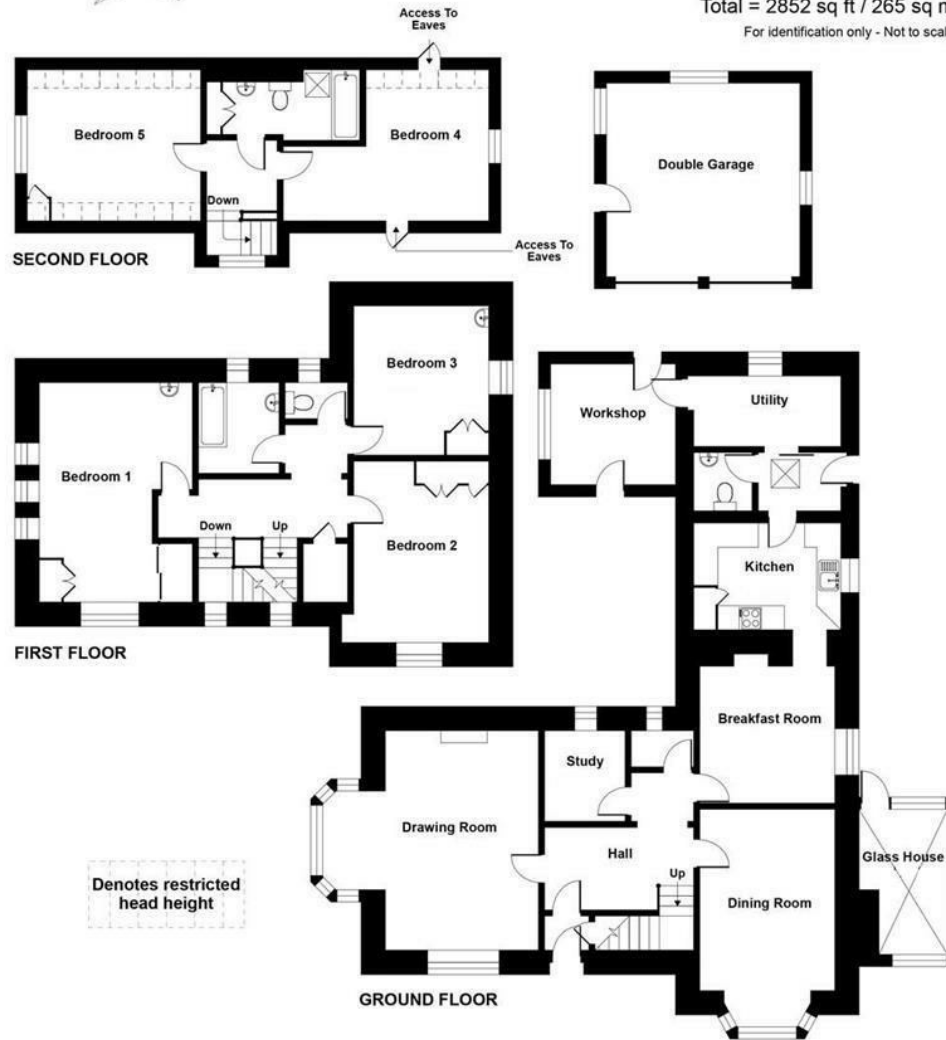 Total = 2852 sq ft / 265 sq m
For identification only - Not to scale
Access To
Eaves
Bedroom 5
Bedroom 4
Down
Access To
Eaves
SECOND FLOOR
Double Garage
Bedroom 3
Bedroom 1
Down
Up
Bedroom 2
FIRST FLOOR
Workshop
Utility
Kitchen
Breakfast Room
Study
Drawing Room
Hall
Up
Glass House
Dining Room
Denotes restricted
head height
GROUND FLOOR